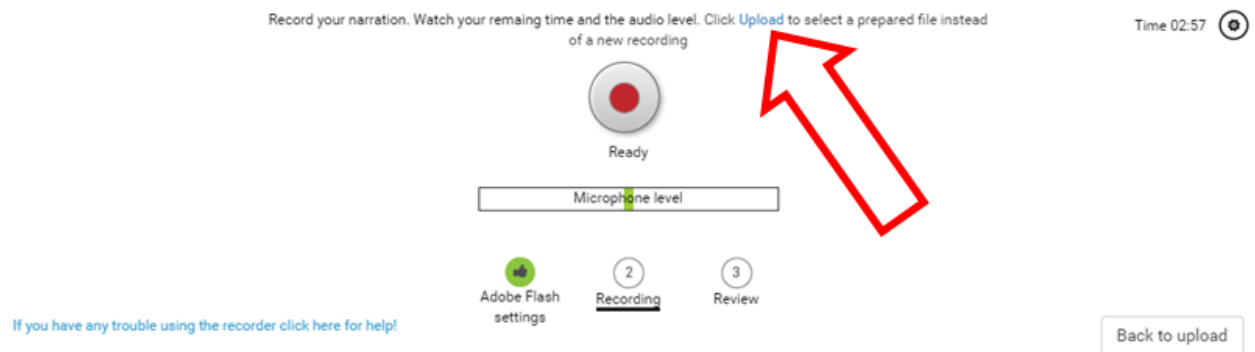 Record your narration. Watch your remaing time and the audio level. Click Upload to select a prepared file instead
of a new recording
Time 02:57
Ready
Microphone level
2
3
Adobe Flash
settings
Recording
Review
If you have any trouble using the recorder click here for help!
Back to upload